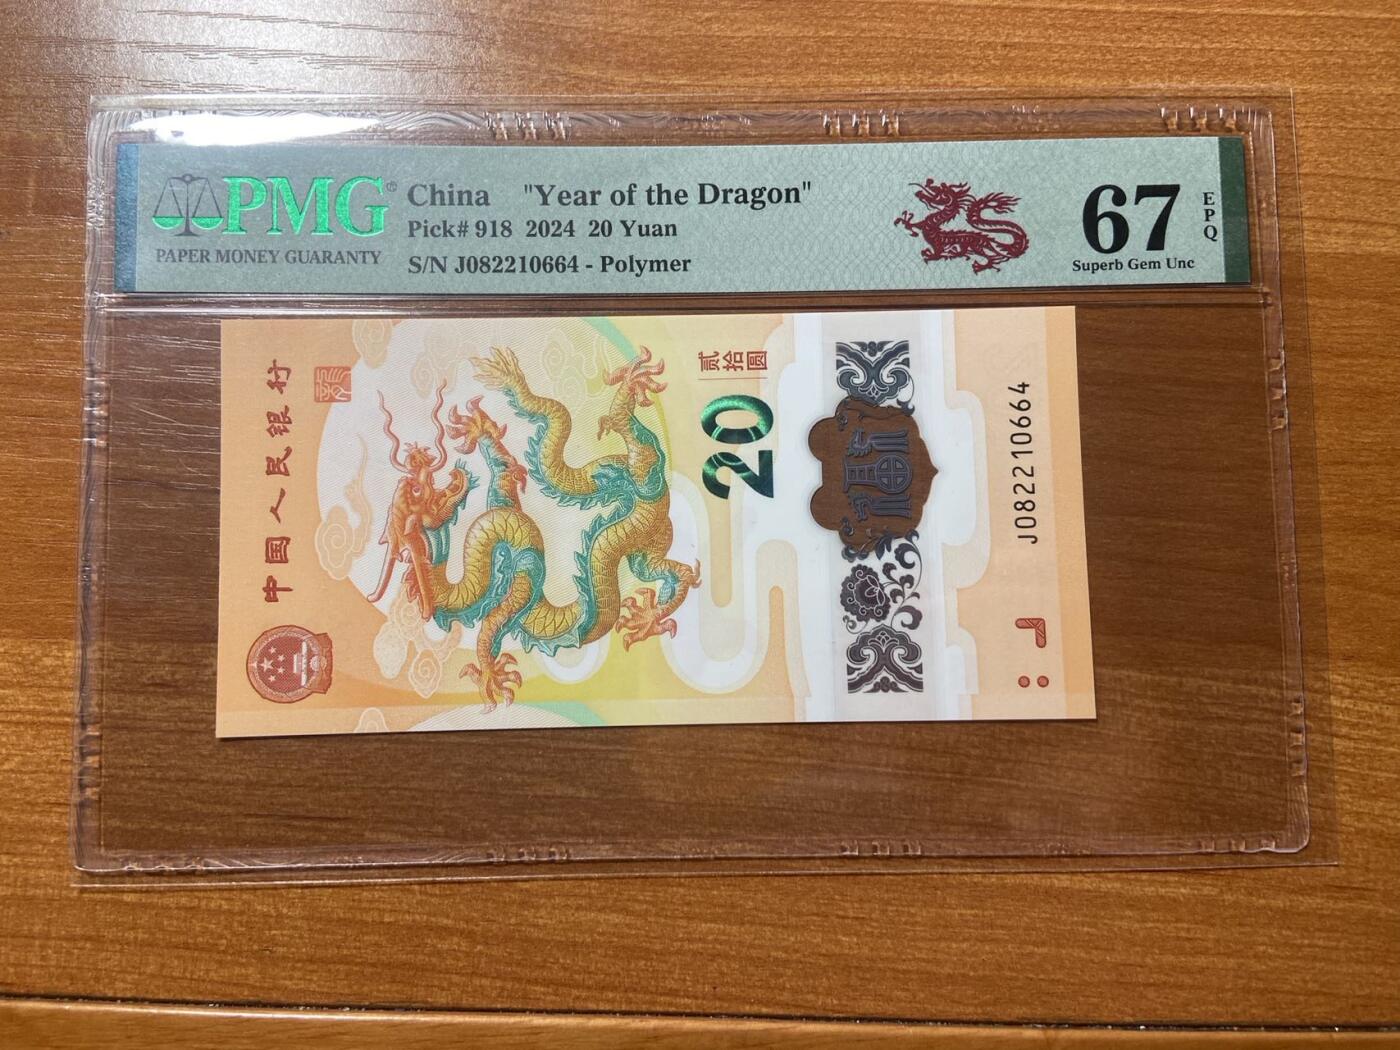 PMG®
PAPER MONEY GUARANTY
China "Year of the Dragon"
Pick# 918 2024 20 Yuan
S/N J082210664 - Polymer
67
EPQ
Superb Gem Unc
中国人民银行
贰拾圆
20
J082210664